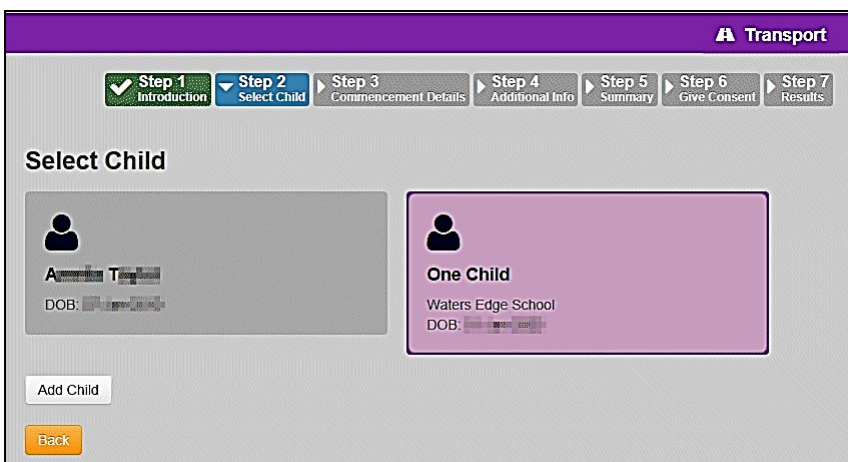 Transport
Step 1 Step 2 Step 3 Step 4 Step 5 Step 6 Step 7
Introduction Select Child Commencement Details Additional Info Summary Give Consent Results
Select Child
One Child
DOB:
Waters Edge School
DOB:
Add Child
Back